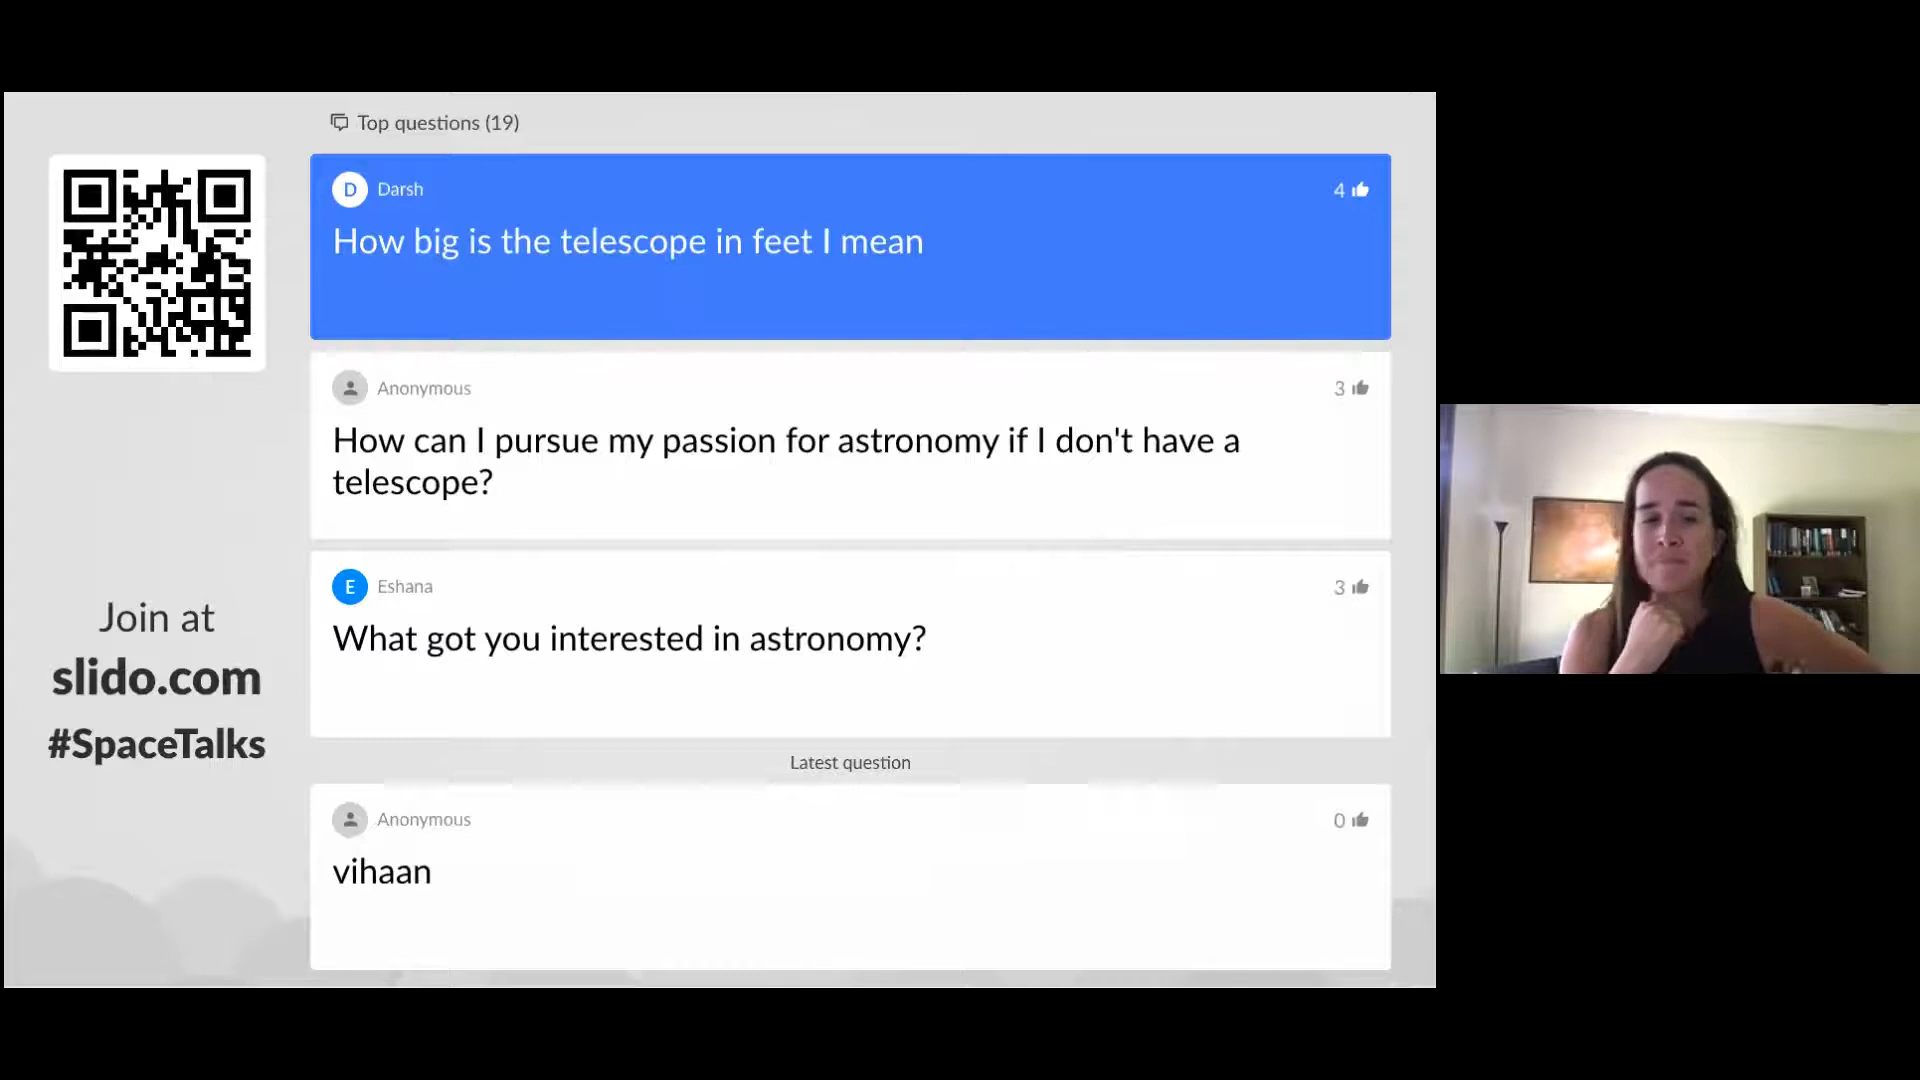 Top questions (19)
D Darsh 4
How big is the telescope in feet I mean
Anonymous 3
How can I pursue my passion for astronomy if I don't have a
telescope?
E Eshana 3
What got you interested in astronomy?
Join at
slido.com
#SpaceTalks
Latest question
Anonymous 0
vihaan